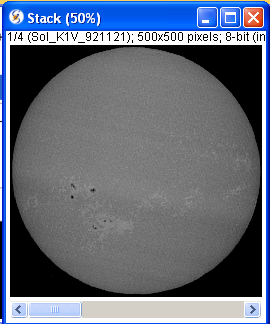 Stack (50%)
1/4 (Sol_K1V_921121); 500x500 pixels; 8-bit (in